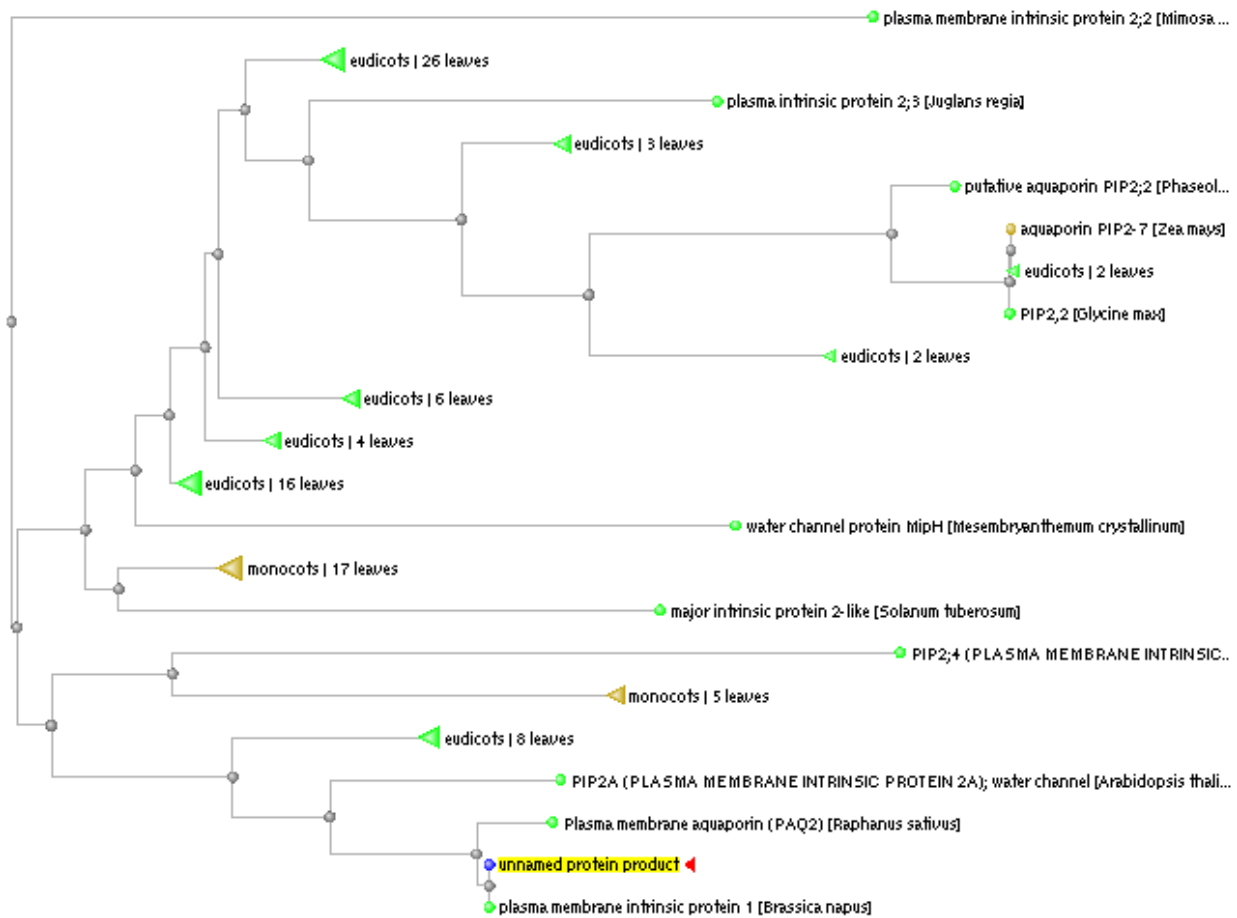 plasma membrane intrinsic protein 2;2 [Mimosa ...
eudicots | 26 leaves
plasma intrinsic protein 2;3 [Juglans regia]
eudicots | 3 leaves
putative aquaporin PIP2;2 [Phaseol...
aquaporin PIP2-7 [Zea mays]
eudicots | 2 leaves
PIP2,2 [Glycine max]
eudicots | 2 leaves
eudicots | 6 leaves
eudicots | 4 leaves
eudicots | 16 leaves
water channel protein MipH [Mesembryanthemum crystallinum]
monocots | 17 leaves
major intrinsic protein 2-like [Solanum tuberosum]
PIP2;4 (PLASMA MEMBRANE INTRINSIC...
monocots | 5 leaves
eudicots | 8 leaves
PIP2A (PLASMA MEMBRANE INTRINSIC PROTEIN 2A); water channel [Arabidopsis thali...
Plasma membrane aquaporin (PAQ2) [Raphanus sativus]
unnamed protein product
plasma membrane intrinsic protein 1 [Brassica napus]